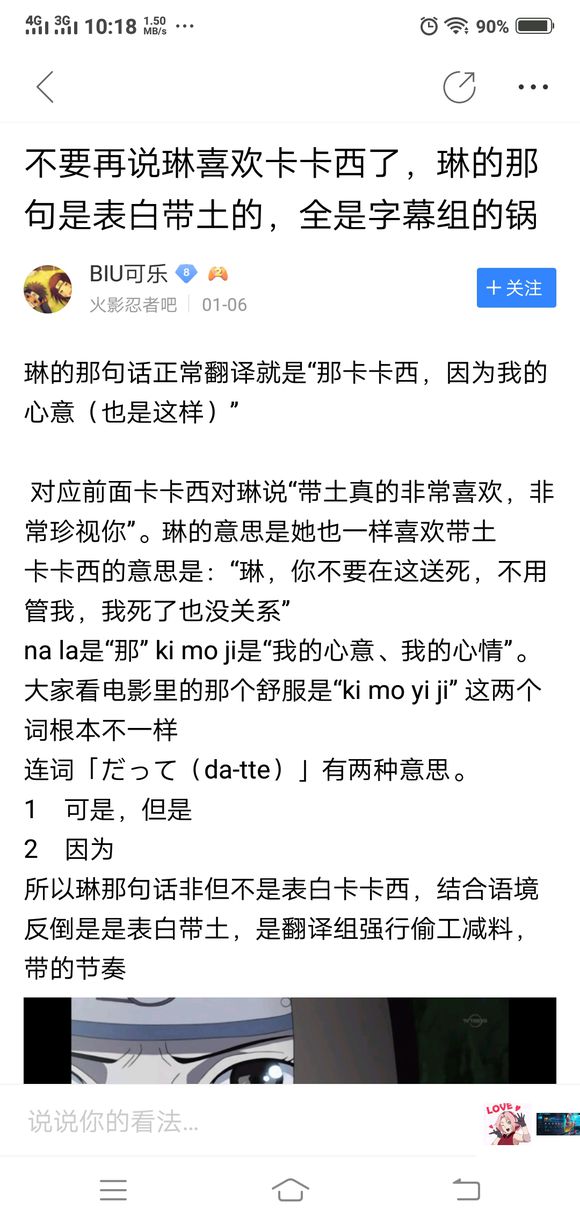 4G 3G 10:18 1.50 MB/s ... 90%
不要再说琳喜欢卡卡西了，琳的那
句是表白带土的，全是字幕组的锅
BIU可乐 8 2
火影忍者吧 01-06
+关注
琳的那句话正常翻译就是“那卡卡西，因为我的
心意（也是这样）”
对应前面卡卡西对琳说“带土真的非常喜欢，非
常珍视你”。琳的意思是她也一样喜欢带土
卡卡西的意思是：“琳，你不要在这送死，不用
管我，我死了也没关系”
na la是“那” ki mo ji是“我的心意、我的心情”。
大家看电影里的那个舒服是“ki mo yi ji” 这两个
词根本不一样
连词「だって（da-tte）」有两种意思。
1 可是，但是
2 因为
所以琳那句话非但不是表白卡卡西，结合语境
反倒是是表白带土，是翻译组强行偷工减料，
带的节奏
说说你的看法...
LOVE